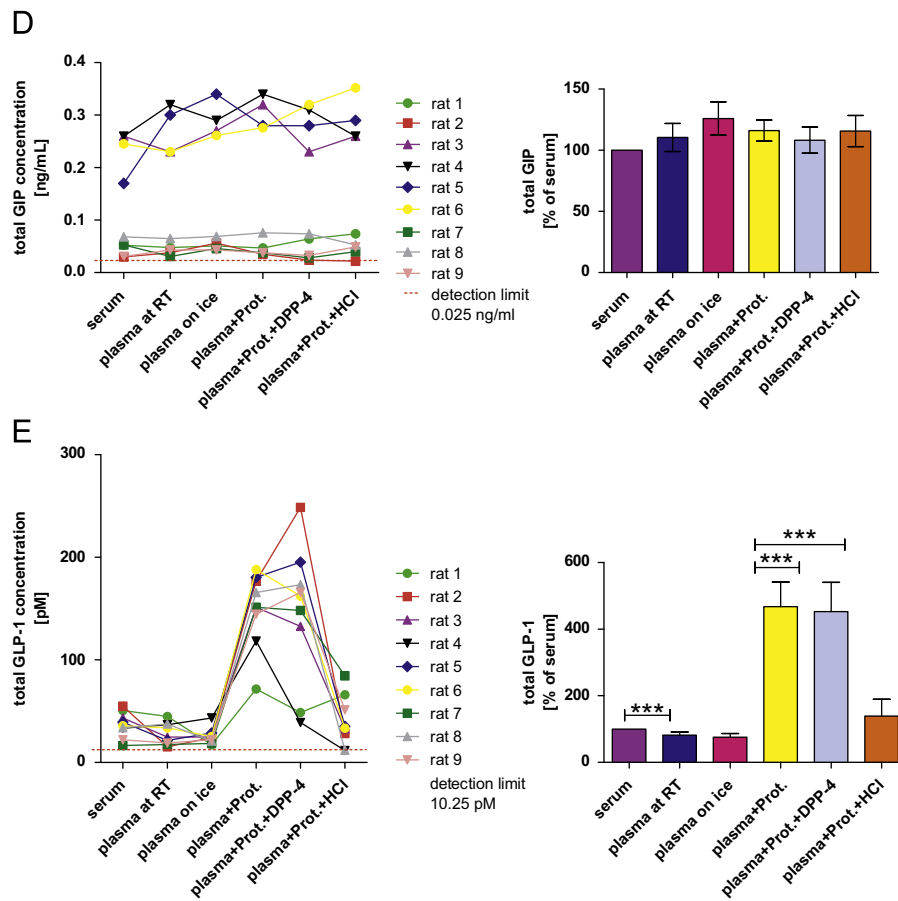 D
total GIP concentration
[ng/mL]
0.4
0.3
0.2
0.1
0.0
serum
plasma at RT
plasma on ice
plasma+Prot.
plasma+Prot.+DPP-4
plasma+Prot.+HCl
rat 1
rat 2
rat 3
rat 4
rat 5
rat 6
rat 7
rat 8
rat 9
detection limit
0.025 ng/ml
total GIP
[% of serum]
150
100
50
0
serum
plasma at RT
plasma on ice
plasma+Prot.
plasma+Prot.+DPP-4
plasma+Prot.+HCl
E
total GLP-1 concentration
[pM]
300
200
100
0
serum
plasma at RT
plasma on ice
plasma+Prot.
plasma+Prot.+DPP-4
plasma+Prot.+HCl
rat 1
rat 2
rat 3
rat 4
rat 5
rat 6
rat 7
rat 8
rat 9
detection limit
10.25 pM
total GLP-1
[% of serum]
600
400
200
0
***
***
***
serum
plasma at RT
plasma on ice
plasma+Prot.
plasma+Prot.+DPP-4
plasma+Prot.+HCl